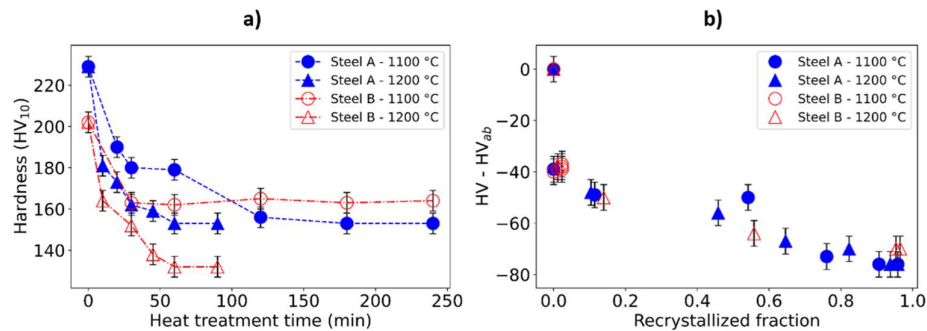 a)
220
200
180
160
140
Hardness (HV10)
0
50
100
150
200
250
Heat treatment time (min)
Steel A - 1100 °C
Steel A - 1200 °C
Steel B - 1100 °C
Steel B - 1200 °C
b)
0
−20
−40
−60
−80
HV - HVab
0.0
0.2
0.4
0.6
0.8
1.0
Recrystallized fraction
Steel A - 1100 °C
Steel A - 1200 °C
Steel B - 1100 °C
Steel B - 1200 °C